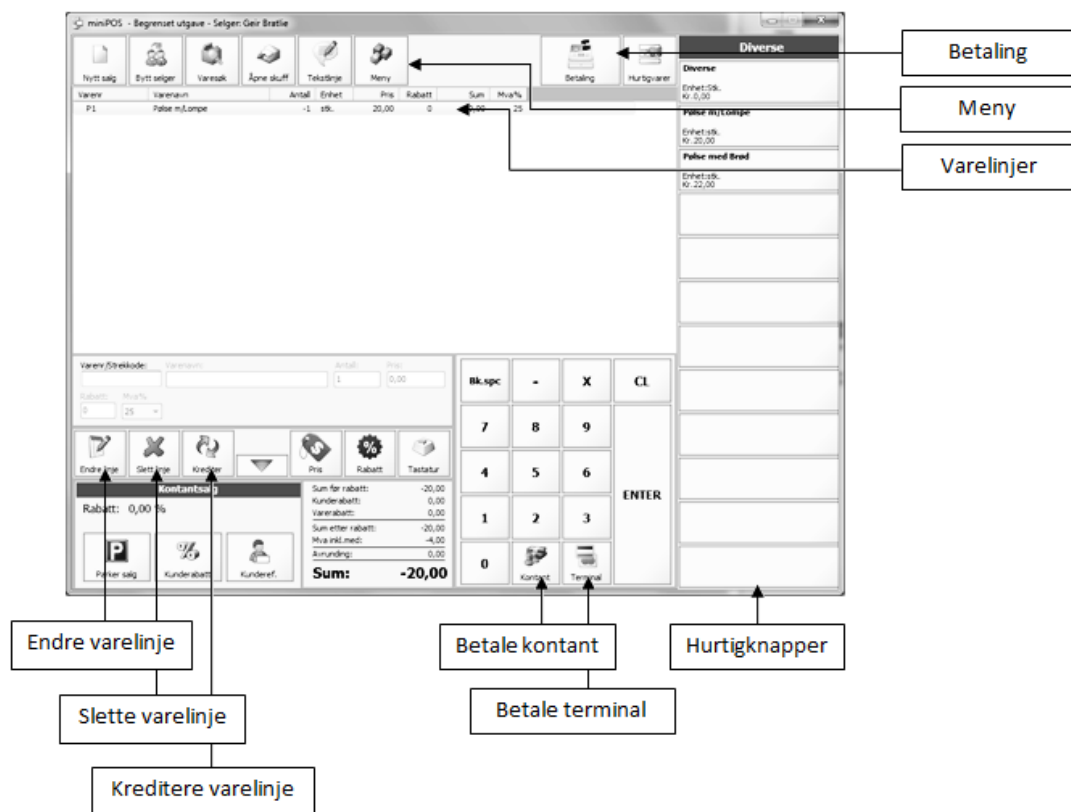 miniPOS - Begrenset utgave - Selger: Geir Bratlie
Nytt salg Bytt selger Varesøk Åpne skuff Tekstlinje Meny Betaling Hurtigvarer
Diverse
Betaling
Varenr Varenavn Antall Enhet Pris Rabatt Sum Mva%
P1 Pølse m/Lompe -1 stk. 20,00 0 25
Diverse
Enhet:Stk.
Kr.0,00
Meny
Pølse m/Lompe
Enhet:stk.
Kr.20,00
Pølse med Brød
Enhet:stk.
Kr.22,00
Varelinjer
Varenr/Strekkode: Varenavn: Antall: Pris:
1 0,00
Rabatt: Mva%
0 25
Bk.spc - X CL
7 8 9
4 5 6
ENTER
1 2 3
0 Kontant Terminal
Endre linje Slett linje Krediter Pris Rabatt Tastatur
Kontantsalg
Rabatt: 0,00 %
Parker salg Kunderabatt Kunderef.
Sum før rabatt: -20,00
Kunderabatt: 0,00
Varerabatt: 0,00
Sum etter rabatt: -20,00
Mva inkl.med: -4,00
Avrunding: 0,00
Sum: -20,00
Endre varelinje
Betale kontant
Hurtigknapper
Slette varelinje
Betale terminal
Kreditere varelinje